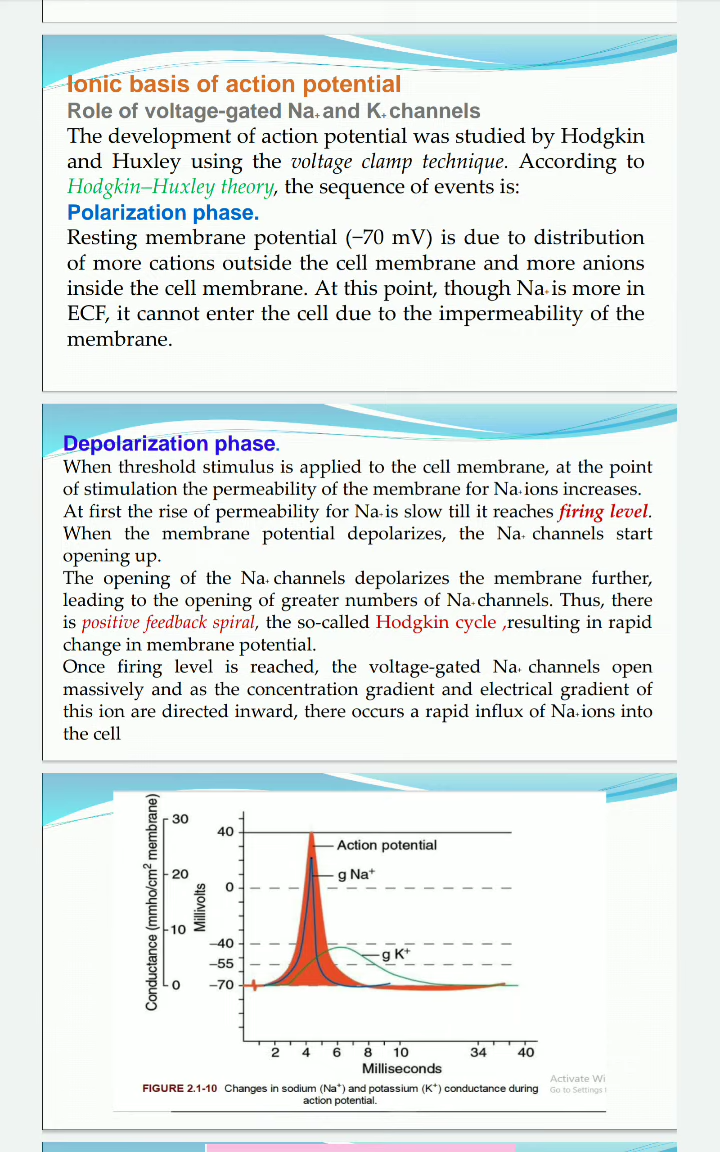 Ionic basis of action potential
Role of voltage-gated Na+ and K+ channels
The development of action potential was studied by Hodgkin
and Huxley using the voltage clamp technique. According to
Hodgkin–Huxley theory, the sequence of events is:
Polarization phase.
Resting membrane potential (−70 mV) is due to distribution
of more cations outside the cell membrane and more anions
inside the cell membrane. At this point, though Na+ is more in
ECF, it cannot enter the cell due to the impermeability of the
membrane.
Depolarization phase.
When threshold stimulus is applied to the cell membrane, at the point
of stimulation the permeability of the membrane for Na+ ions increases.
At first the rise of permeability for Na+ is slow till it reaches firing level.
When the membrane potential depolarizes, the Na+ channels start
opening up.
The opening of the Na+ channels depolarizes the membrane further,
leading to the opening of greater numbers of Na+ channels. Thus, there
is positive feedback spiral, the so-called Hodgkin cycle ,resulting in rapid
change in membrane potential.
Once firing level is reached, the voltage-gated Na+ channels open
massively and as the concentration gradient and electrical gradient of
this ion are directed inward, there occurs a rapid influx of Na+ ions into
the cell
Conductance (mmho/cm² membrane)
30
20
10
0
Millivolts
40
0
−40
−55
−70
Action potential
g Na⁺
g K⁺
2 4 6 8 10 34 40
Milliseconds
FIGURE 2.1-10 Changes in sodium (Na⁺) and potassium (K⁺) conductance during
action potential.
Activate Wi
Go to Settings